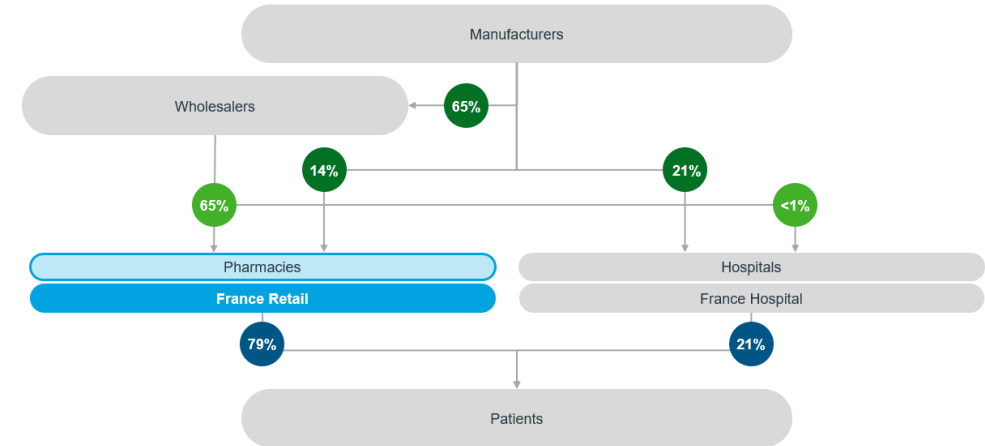 Manufacturers
Wholesalers
65%
14%
21%
65%
<1%
Pharmacies
Hospitals
France Retail
France Hospital
79%
21%
Patients